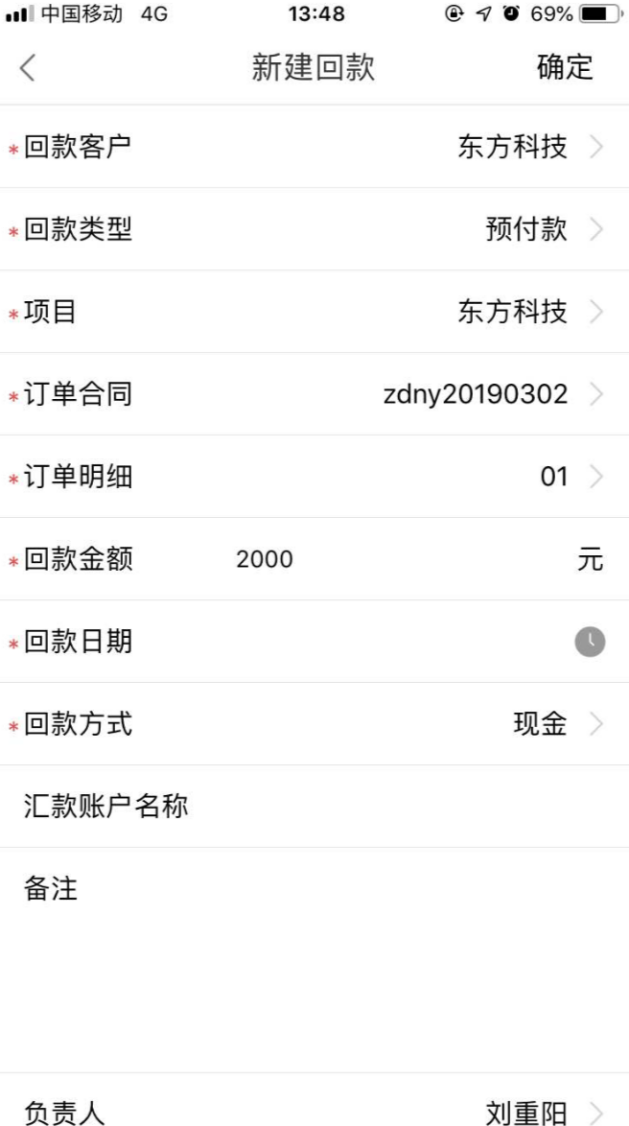 中国移动 4G 13:48 69%
新建回款 确定
*回款客户 东方科技
*回款类型 预付款
*项目 东方科技
*订单合同 zdny20190302
*订单明细 01
*回款金额 2000 元
*回款日期
*回款方式 现金
汇款账户名称
备注
负责人 刘重阳